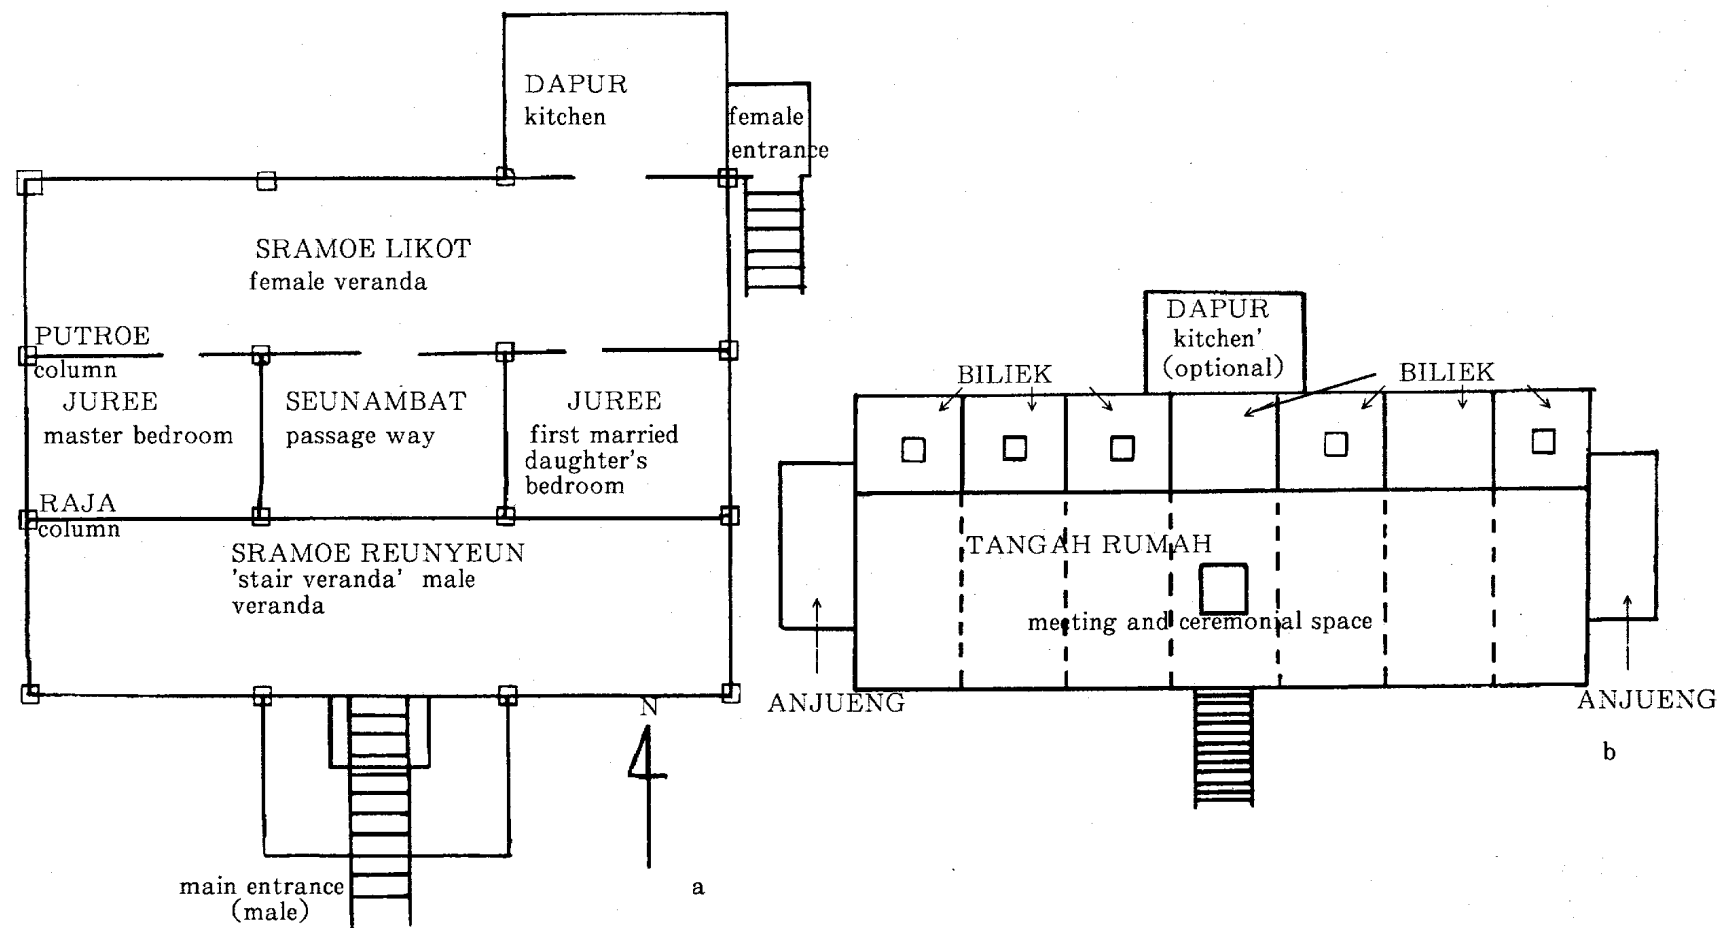 DAPUR
kitchen
female
entrance
SRAMOE LIKOT
female veranda
PUTROE
column
JUREE
master bedroom
SEUNAMBAT
passage way
JUREE
first married
daughter's
bedroom
RAJA
column
SRAMOE REUNYEUN
'stair veranda' male
veranda
N
main entrance
(male)
a
DAPUR
kitchen'
(optional)
BILIEK
BILIEK
TANGAH RUMAH
meeting and ceremonial space
ANJUENG
ANJUENG
b